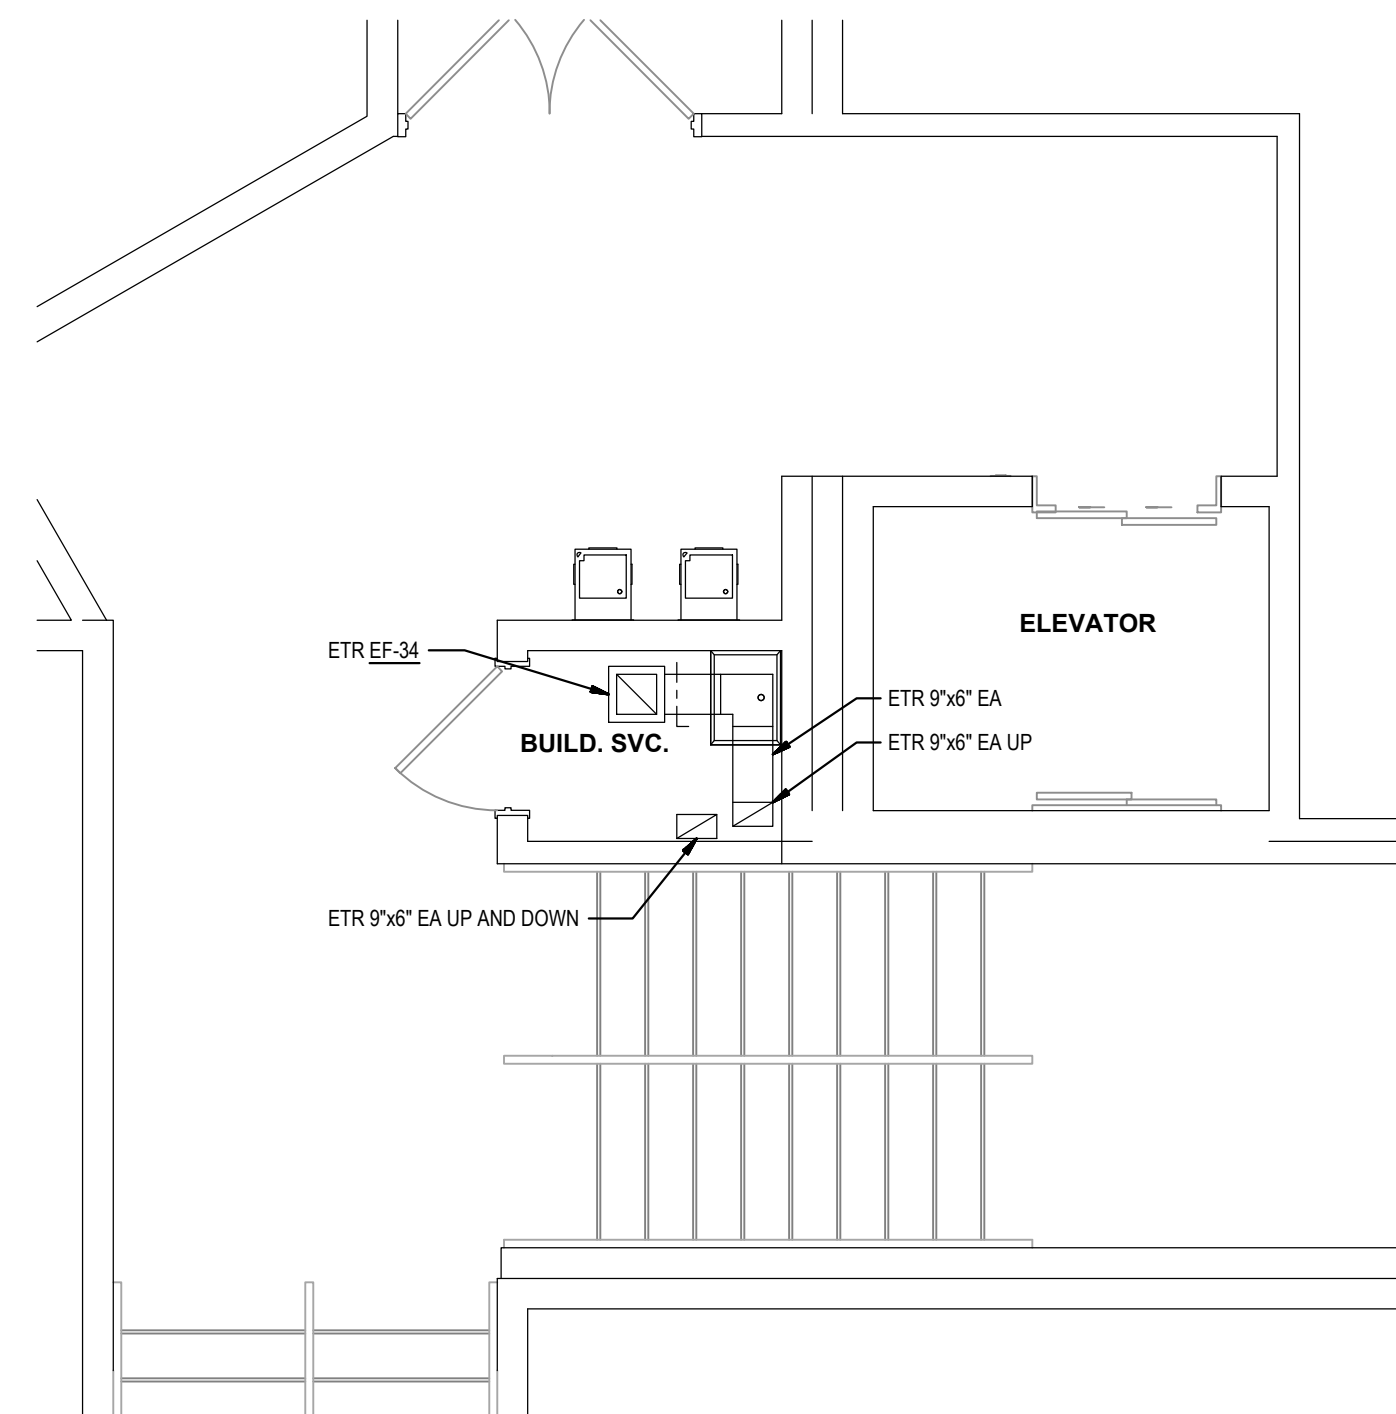 ELEVATOR
ETR EF-34
ETR 9"x6" EA
BUILD. SVC.
ETR 9"x6" EA UP
ETR 9"x6" EA UP AND DOWN